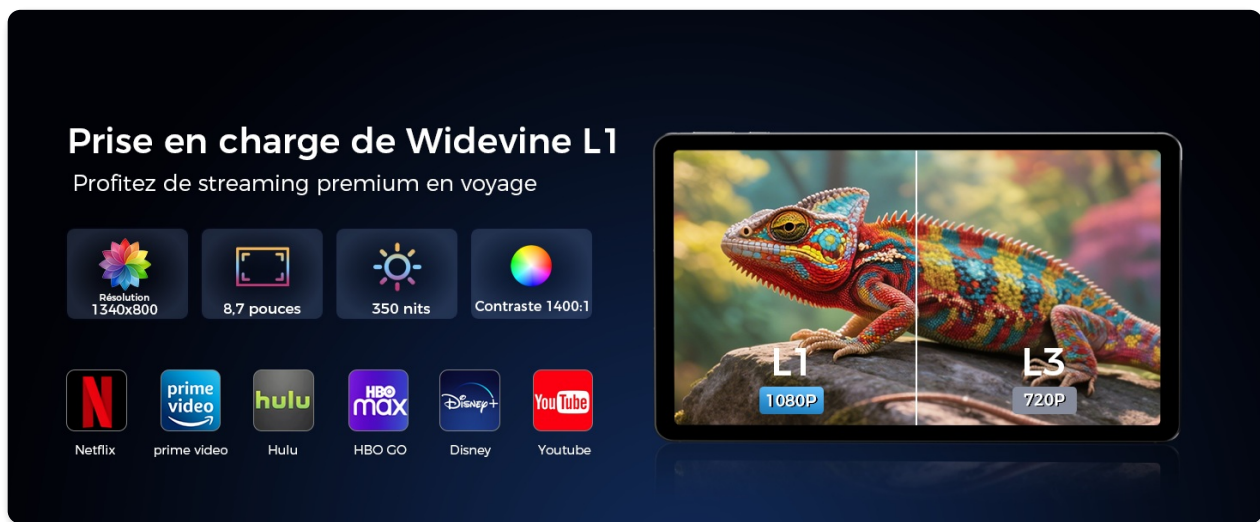 Prise en charge de Widevine L1
Profitez de streaming premium en voyage
Résolution
1340x800
8,7 pouces
350 nits
Contraste 1400:1
N
prime
video
hulu
HBO
max
Disney+
YouTube
Netflix
prime video
Hulu
HBO GO
Disney
Youtube
L1
1080P
L3
720P